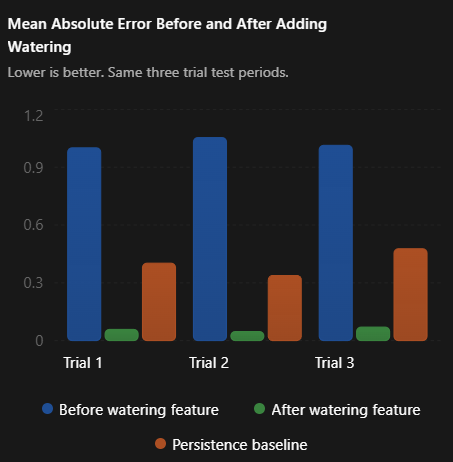 Mean Absolute Error Before and After Adding
Watering
Lower is better. Same three trial test periods.
1.2
0.9
0.6
0.3
0
Trial 1 Trial 2 Trial 3
Before watering feature After watering feature
Persistence baseline